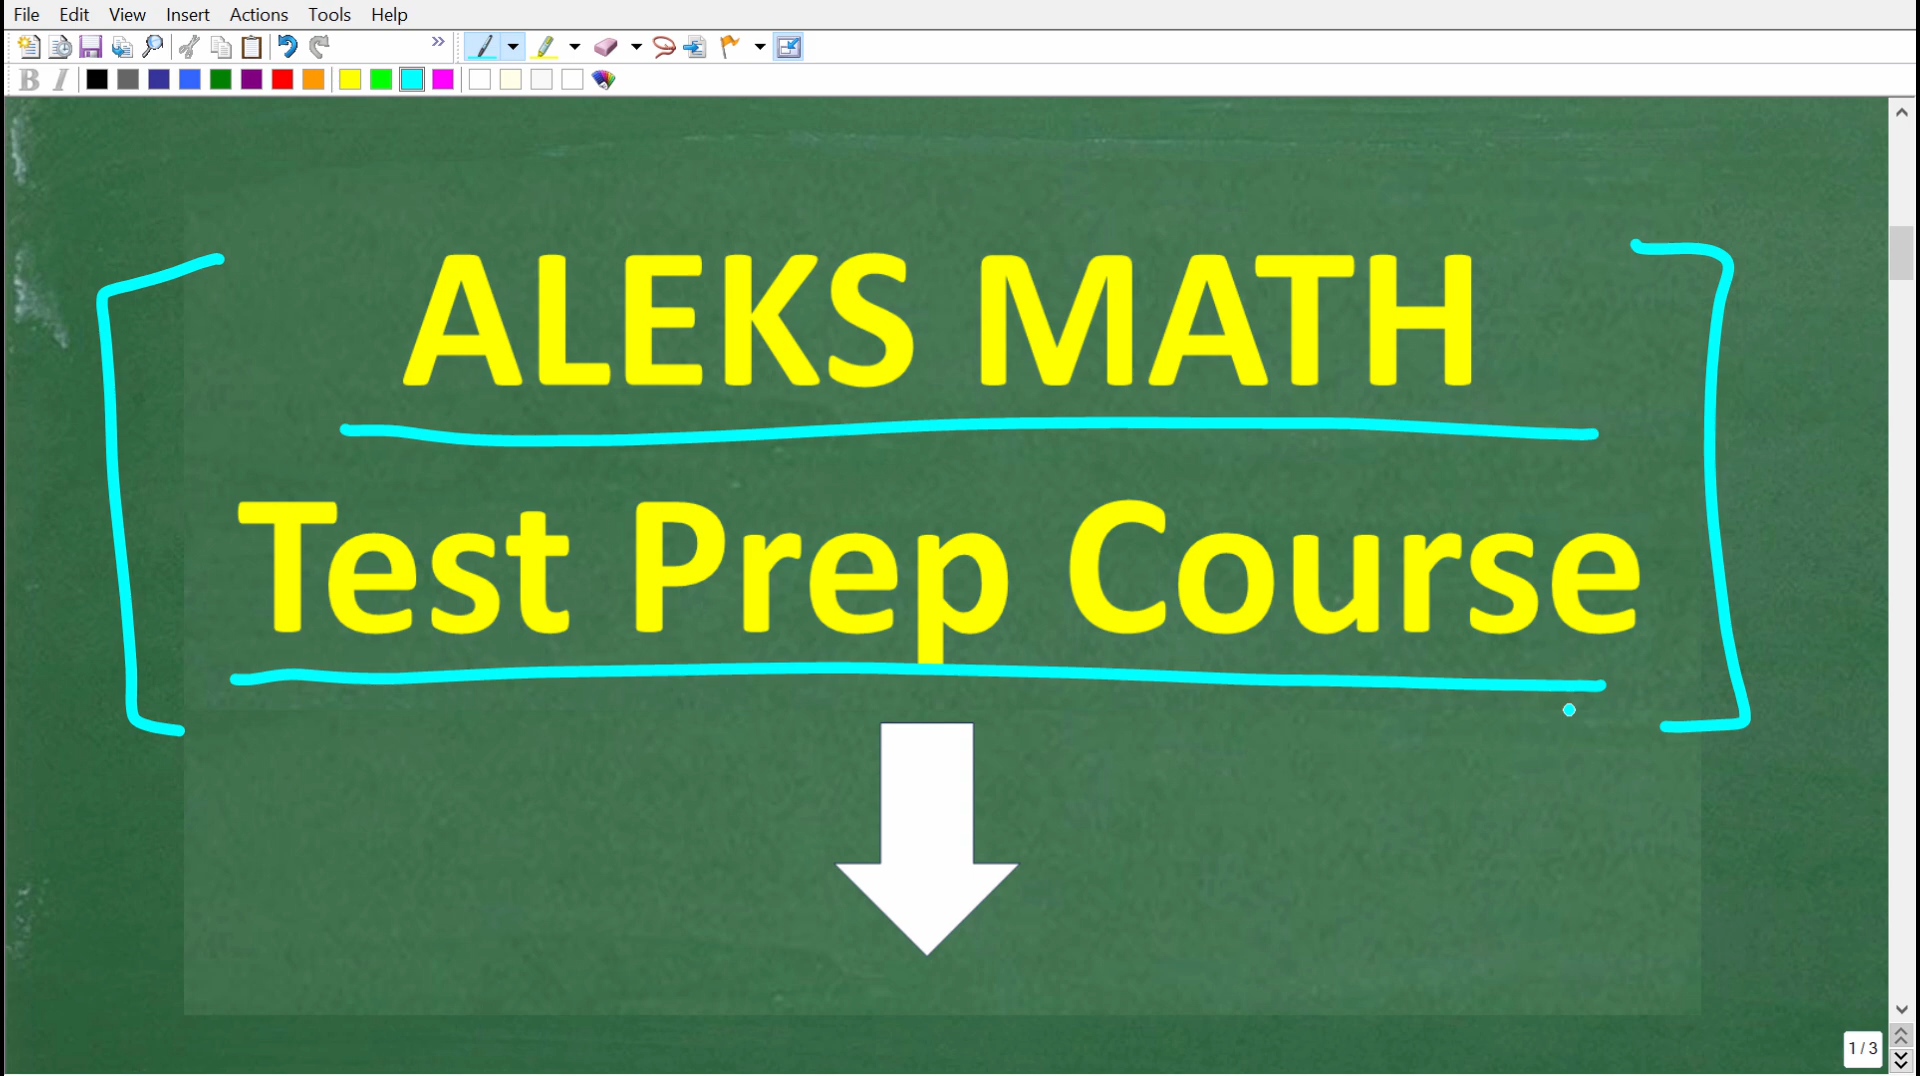 File Edit View Insert Actions Tools Help
B I
ALEKS MATH
Test Prep Course
1 / 3